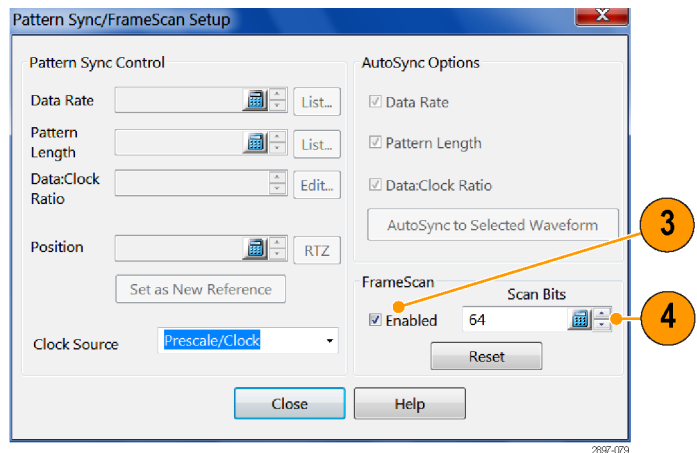 Pattern Sync/FrameScan Setup
Pattern Sync Control
Data Rate
List...
Pattern
Length
List...
Data:Clock
Ratio
Edit...
Position
RTZ
Set as New Reference
Clock Source
Prescale/Clock
AutoSync Options
Data Rate
Pattern Length
Data:Clock Ratio
AutoSync to Selected Waveform
3
FrameScan
Scan Bits
Enabled
64
4
Reset
Close
Help
2897-079